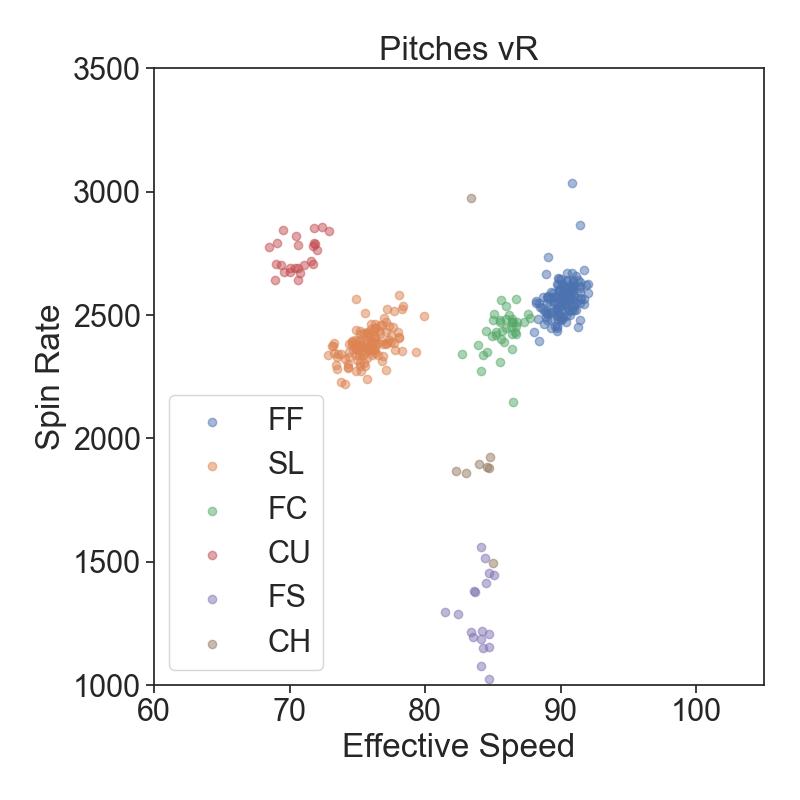 Pitches vR
3500
3000
2500
2000
1500
1000
Spin Rate
FF
SL
FC
CU
FS
CH
60 70 80 90 100
Effective Speed